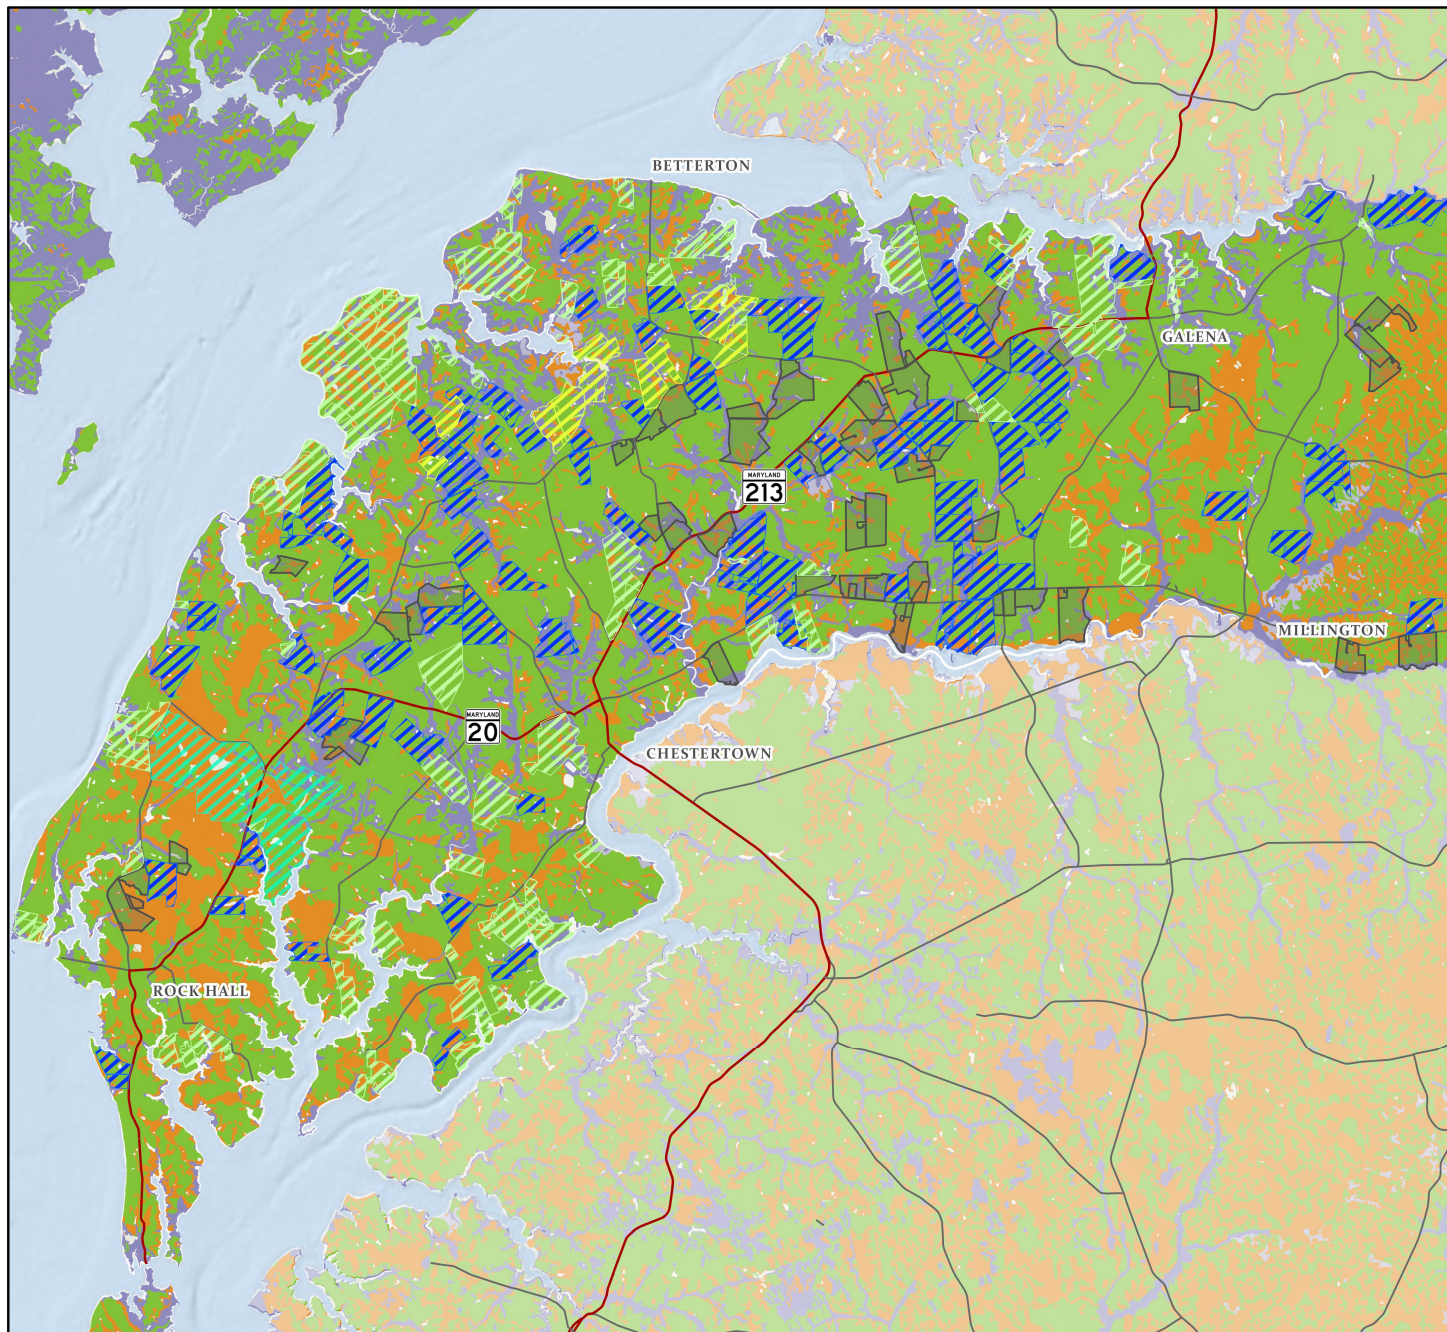 BETTERTON
GALENA
MARYLAND
213
MILLINGTON
MARYLAND
20
CHESTERTOWN
ROCK HALL